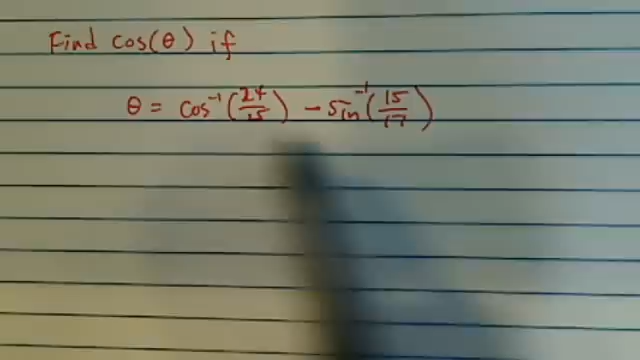 Find cos(θ) if
θ = cos⁻¹(24/25) - sin⁻¹(15/17)